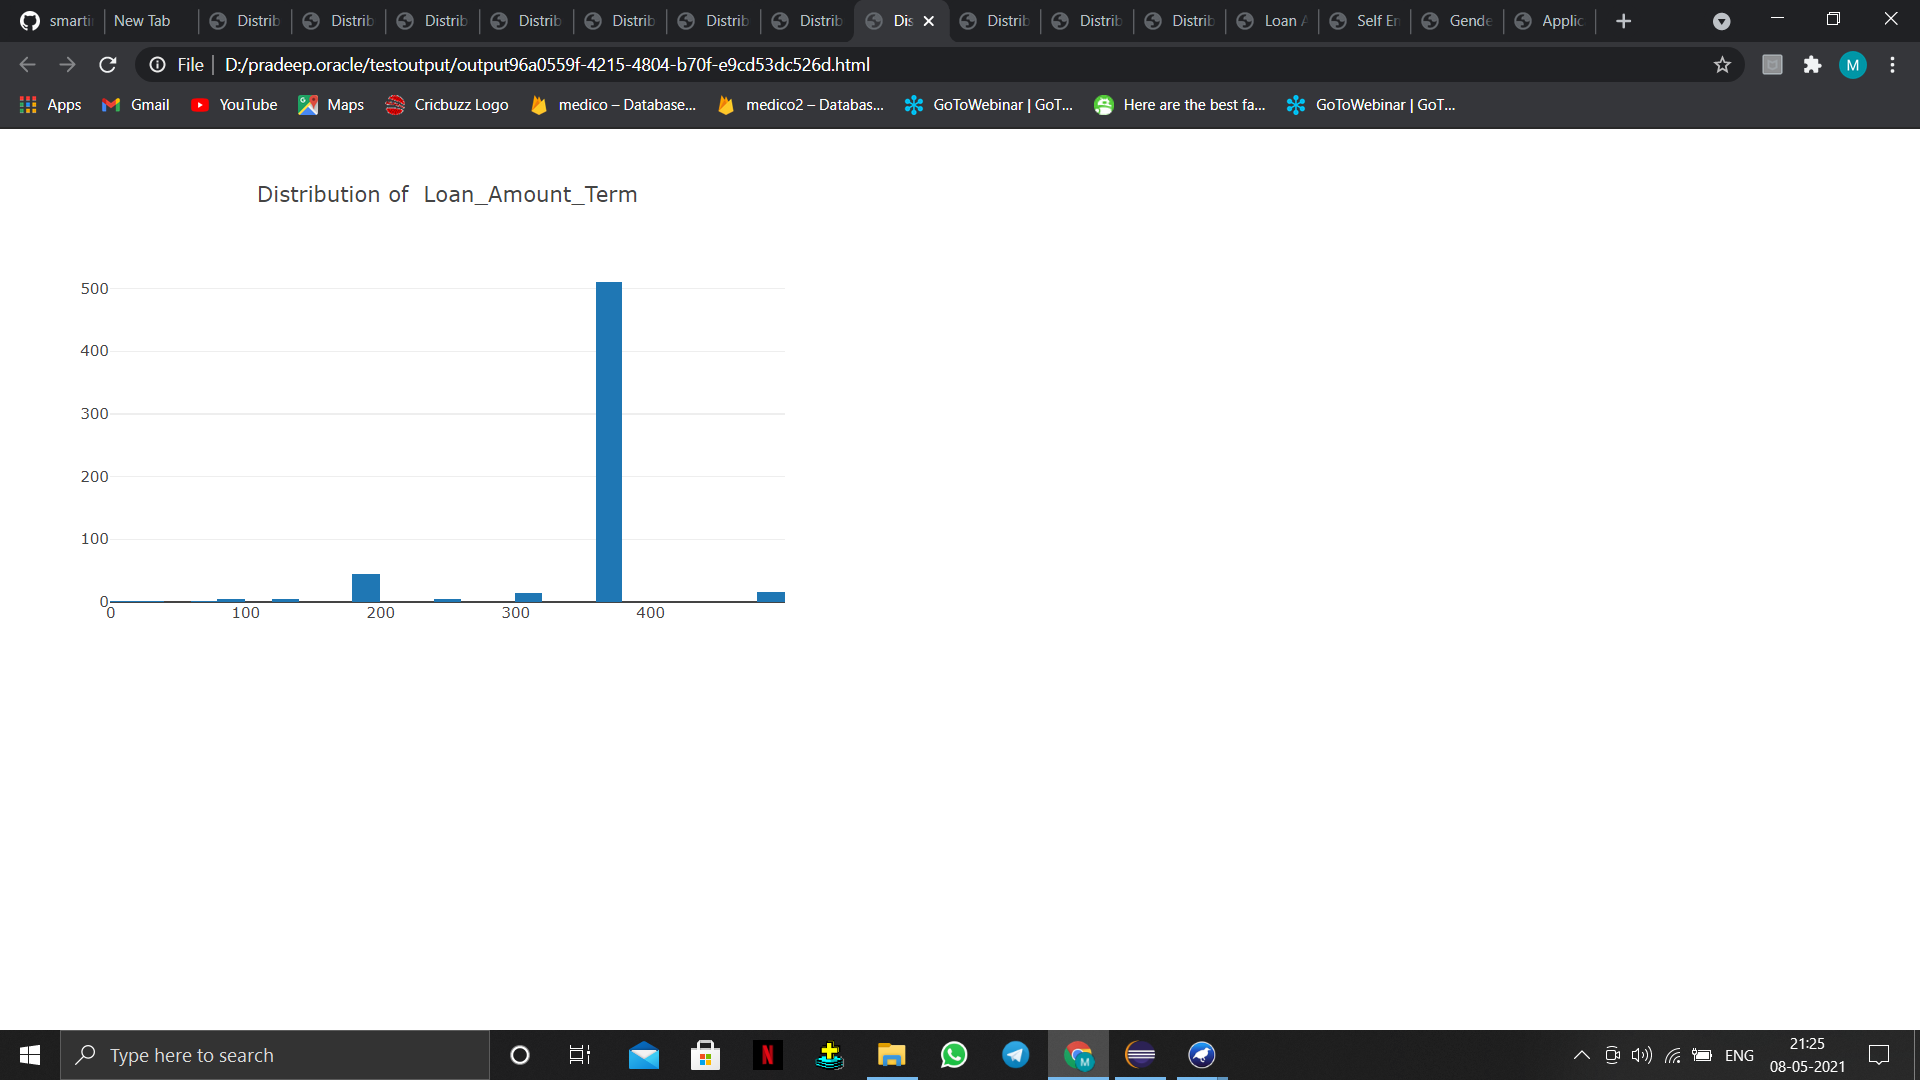 smarti
New Tab
Distrib
Distrib
Distrib
Distrib
Distrib
Distrib
Distrib
Dis
Distrib
Distrib
Distrib
Loan A
Self Em
Gende
Applic
File
D:/pradeep.oracle/testoutput/output96a0559f-4215-4804-b70f-e9cd53dc526d.html
M
Apps
Gmail
YouTube
Maps
Cricbuzz Logo
medico – Database...
medico2 – Databas...
GoToWebinar | GoT...
Here are the best fa...
GoToWebinar | GoT...
Distribution of  Loan_Amount_Term
500
400
300
200
100
0
0
100
200
300
400
Type here to search
N
M
ENG
21:25
08-05-2021